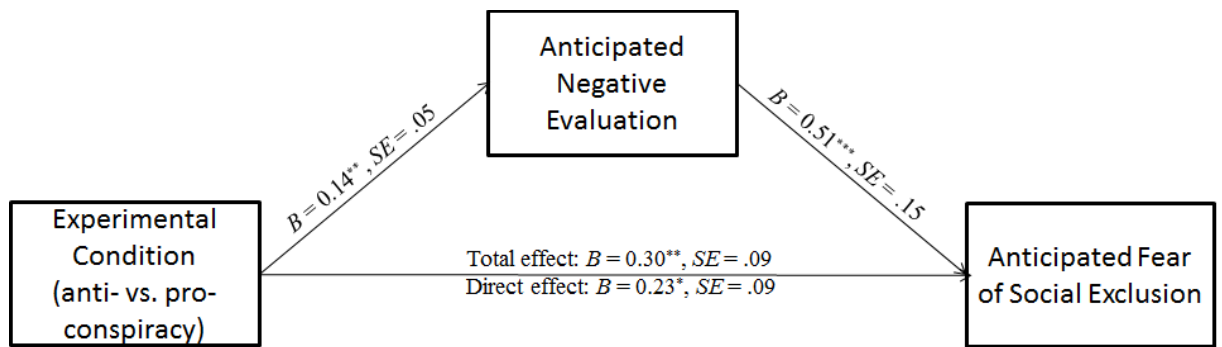 Anticipated
Negative
Evaluation
B = 0.14**, SE = .05
B = 0.51***, SE = .15
Experimental
Condition
(anti- vs. pro-
conspiracy)
Total effect: B = 0.30**, SE = .09
Direct effect: B = 0.23*, SE = .09
Anticipated Fear
of Social Exclusion